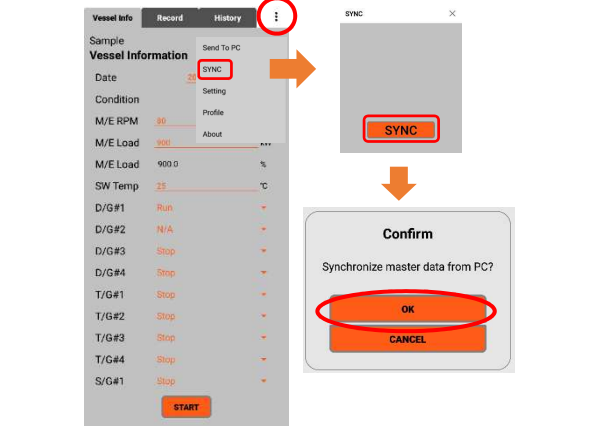 Vessel Info Record History
Sample
Vessel Information
Send To PC
SYNC
Setting
Profile
About
Date 20
Condition
M/E RPM 80
M/E Load 900 kW
M/E Load 900.0 %
SW Temp 25 °C
D/G#1 Run
D/G#2 N/A
D/G#3 Stop
D/G#4 Stop
T/G#1 Stop
T/G#2 Stop
T/G#3 Stop
T/G#4 Stop
S/G#1 Stop
START
SYNC
SYNC
Confirm
Synchronize master data from PC?
OK
CANCEL